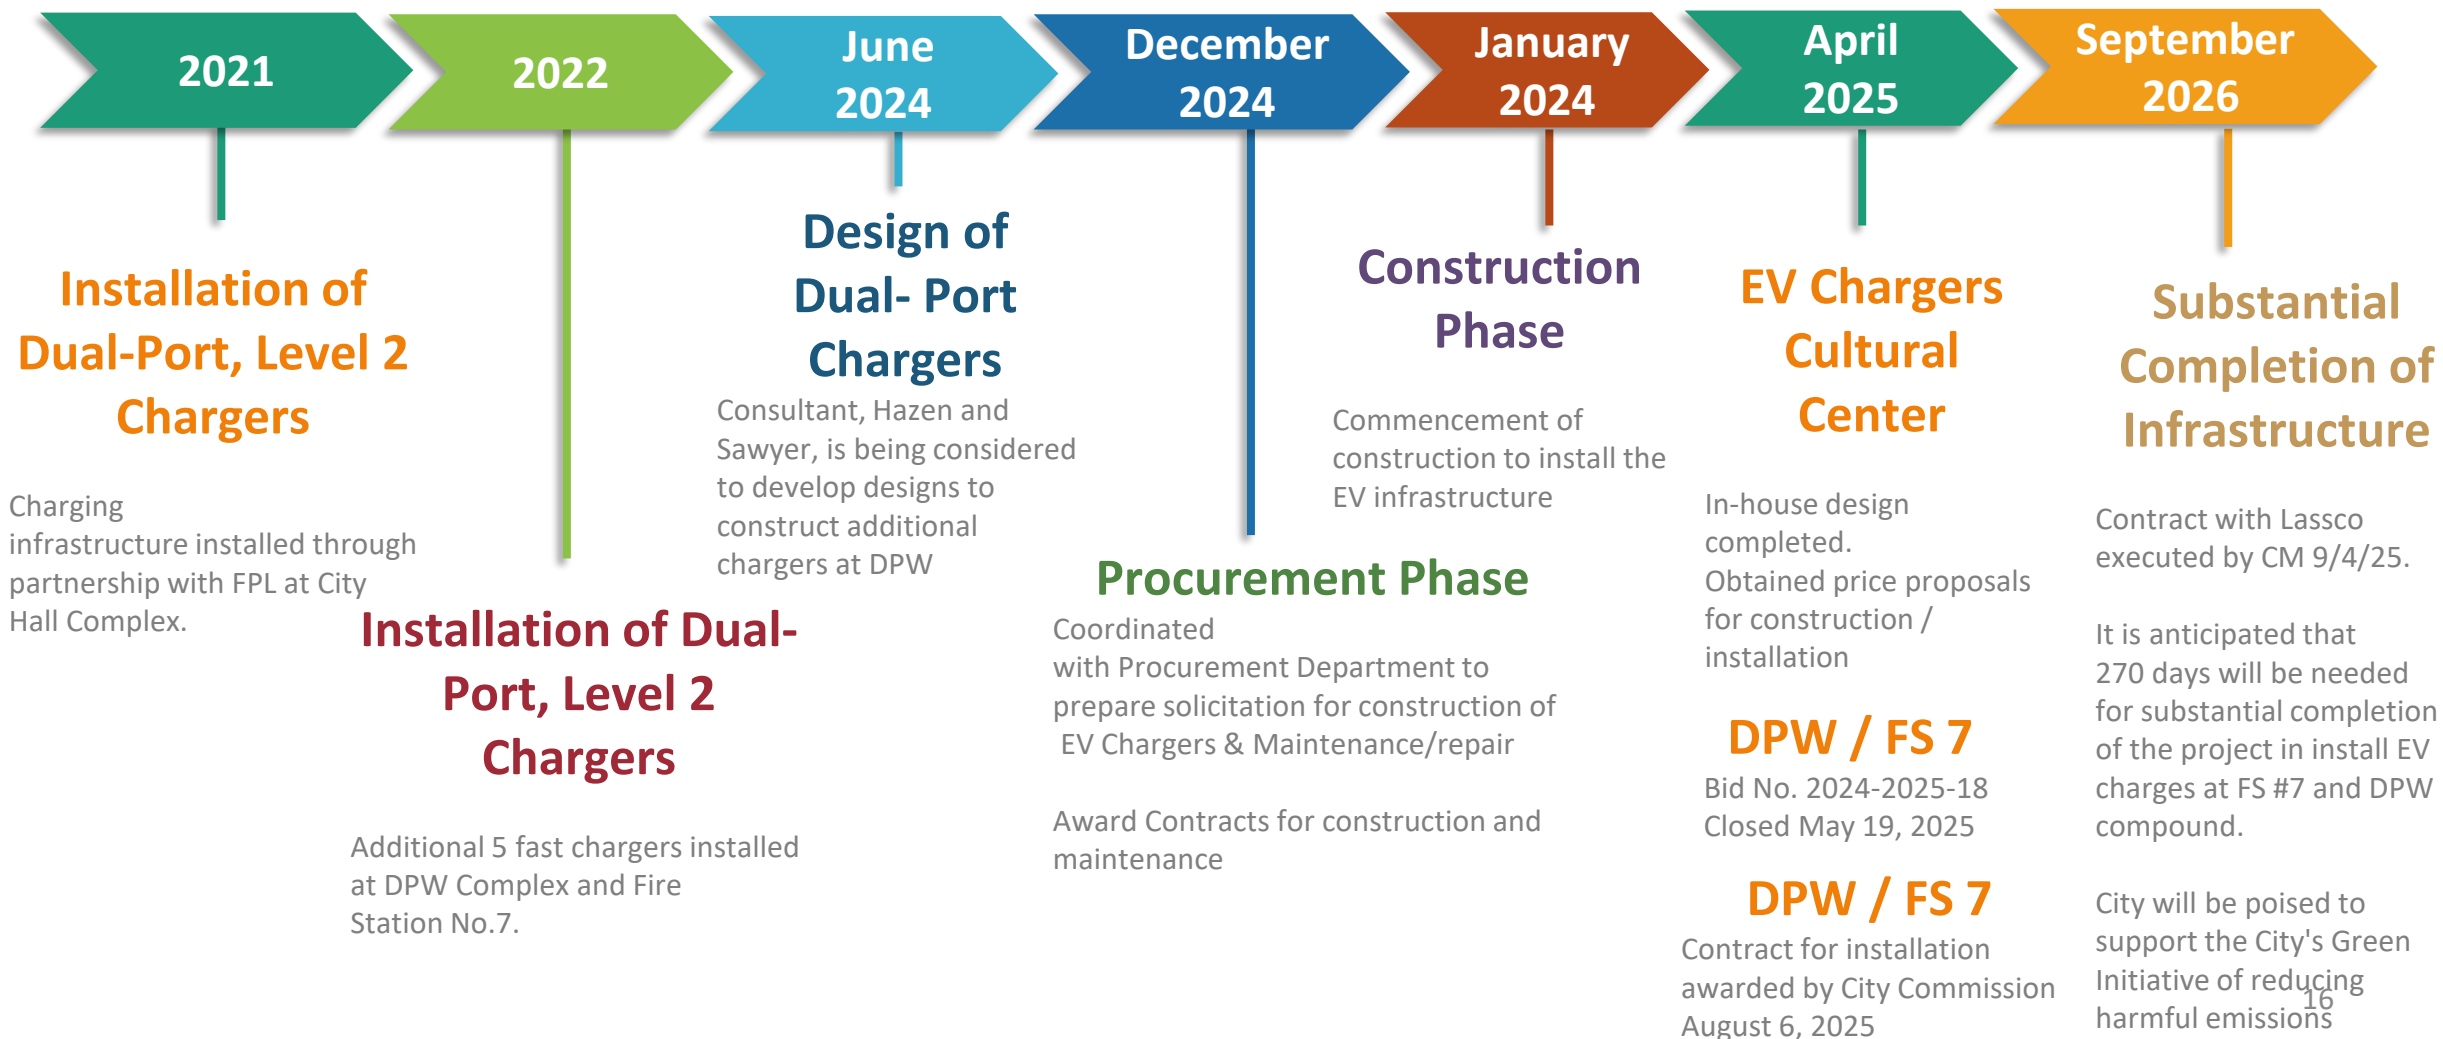 2021
2022
June
2024
December
2024
January
2024
April
2025
September
2026
Installation of
Dual-Port, Level 2
Chargers
Charging
infrastructure installed through
partnership with FPL at City
Hall Complex.
Installation of Dual-
Port, Level 2
Chargers
Additional 5 fast chargers installed
at DPW Complex and Fire
Station No.7.
Design of
Dual- Port
Chargers
Consultant, Hazen and
Sawyer, is being considered
to develop designs to
construct additional
chargers at DPW
Procurement Phase
Coordinated
with Procurement Department to
prepare solicitation for construction of
EV Chargers & Maintenance/repair
Award Contracts for construction and
maintenance
Construction
Phase
Commencement of
construction to install the
EV infrastructure
EV Chargers
Cultural
Center
In-house design
completed.
Obtained price proposals
for construction /
installation
DPW / FS 7
Bid No. 2024-2025-18
Closed May 19, 2025
DPW / FS 7
Contract for installation
awarded by City Commission
August 6, 2025
Substantial
Completion of
Infrastructure
Contract with Lassco
executed by CM 9/4/25.
It is anticipated that
270 days will be needed
for substantial completion
of the project in install EV
charges at FS #7 and DPW
compound.
City will be poised to
support the City's Green
Initiative of reducing
harmful emissions
16